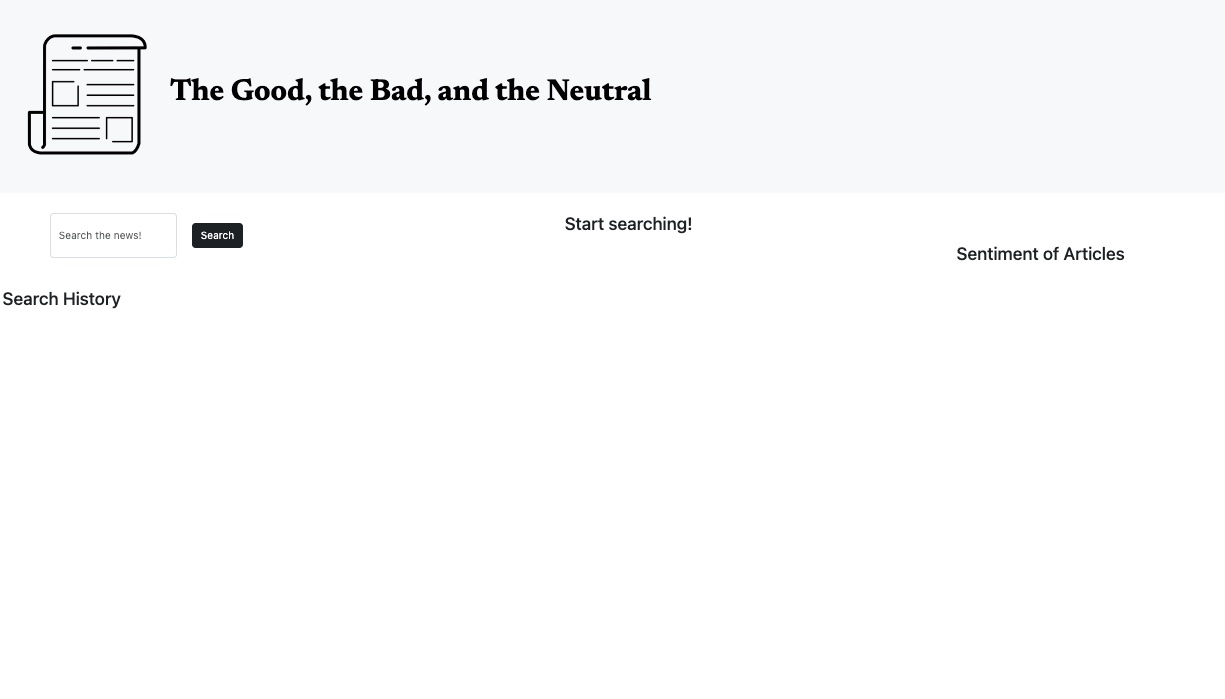 The Good, the Bad, and the Neutral
Search the news!
Search
Start searching!
Sentiment of Articles
Search History